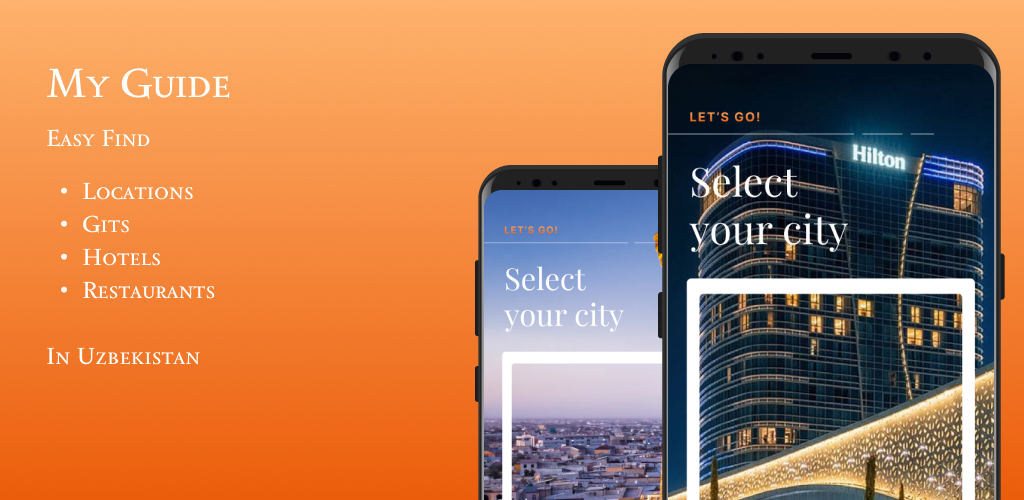 My Guide
Easy Find
• Locations
• Gits
• Hotels
• Restaurants
In Uzbekistan
LET'S GO!
Select
your city
LET'S GO!
Hilton
Select
your city